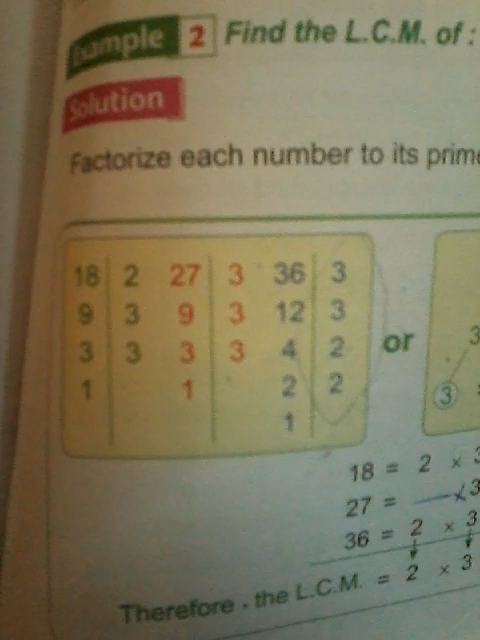 Example 2 Find the L.C.M. of :
Solution
Factorize each number to its prime
18 2 27 3 36 3
9 3 9 3 12 3
3 3 3 3 4 2
1 1 2 2
1
or
3
3
18 = 2 × 3
27 = 3
36 = 2 × 3
Therefore , the L.C.M. = 2 × 3